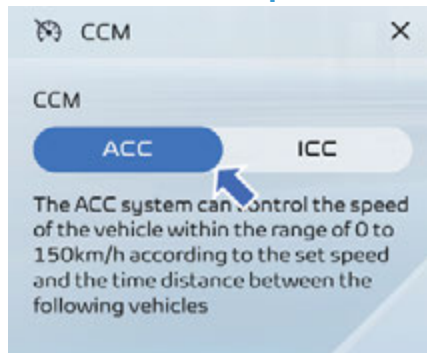 CCM
CCM
ACC ICC
The ACC system can control the speed
of the vehicle within the range of 0 to
150km/h according to the set speed
and the time distance between the
following vehicles